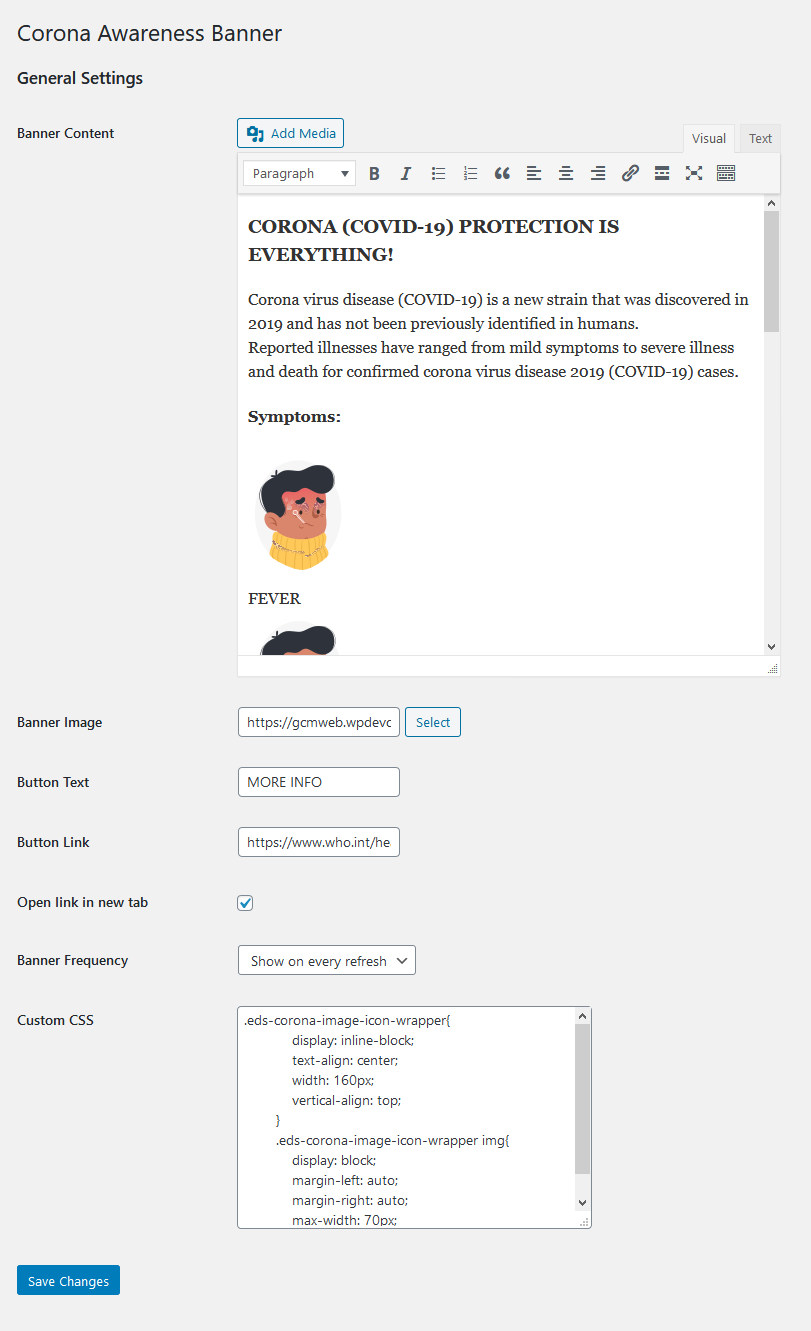 Corona Awareness Banner
General Settings
Banner Content
Add Media
Visual
Text
Paragraph
CORONA (COVID-19) PROTECTION IS
EVERYTHING!
Corona virus disease (COVID-19) is a new strain that was discovered in
2019 and has not been previously identified in humans.
Reported illnesses have ranged from mild symptoms to severe illness
and death for confirmed corona virus disease 2019 (COVID-19) cases.
Symptoms:
FEVER
Banner Image
https://gcmweb.wpdevc
Select
Button Text
MORE INFO
Button Link
https://www.who.int/he
Open link in new tab
Banner Frequency
Show on every refresh
Custom CSS
.eds-corona-image-icon-wrapper{
display: inline-block;
text-align: center;
width: 160px;
vertical-align: top;
}
.eds-corona-image-icon-wrapper img{
display: block;
margin-left: auto;
margin-right: auto;
max-width: 70px;
Save Changes